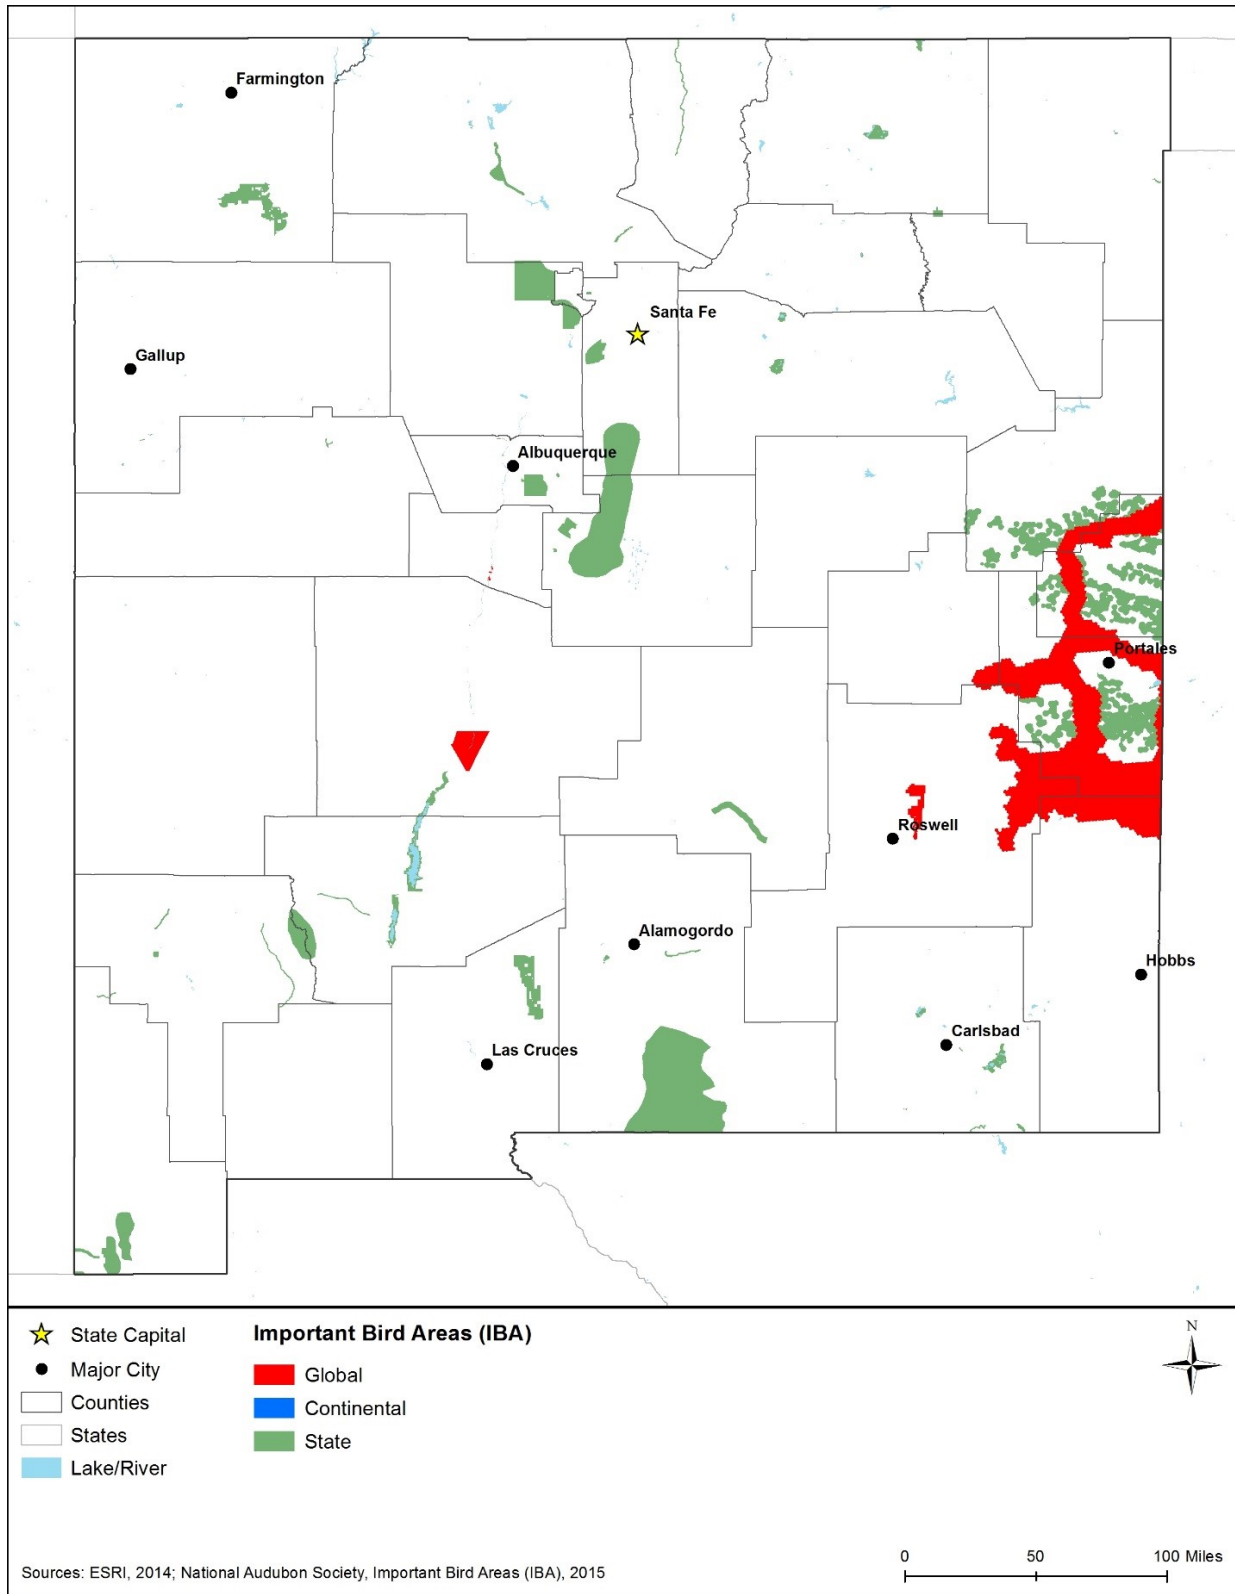 Farmington
Santa Fe
Gallup
Albuquerque
Portales
Roswell
Alamogordo
Hobbs
Carlsbad
Las Cruces
State Capital
Major City
Counties
States
Lake/River
Important Bird Areas (IBA)
Global
Continental
State
N
0 50 100 Miles
Sources: ESRI, 2014; National Audubon Society, Important Bird Areas (IBA), 2015